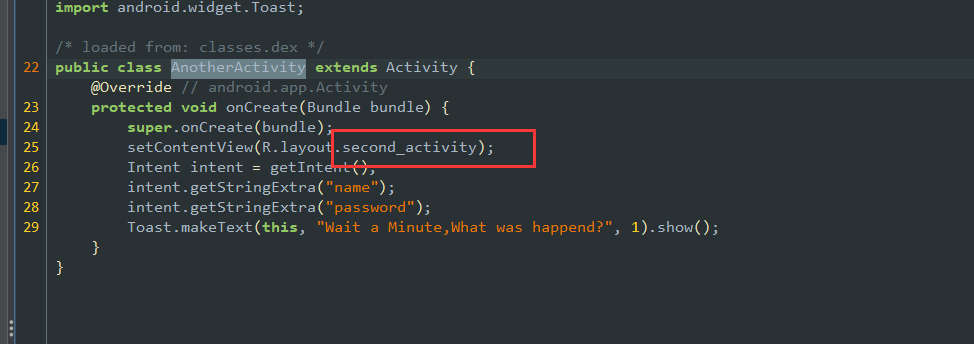 import android.widget.Toast;
/* loaded from: classes.dex */
22 public class AnotherActivity extends Activity {
@Override // android.app.Activity
23 protected void onCreate(Bundle bundle) {
24 super.onCreate(bundle);
25 setContentView(R.layout.second_activity);
26 Intent intent = getIntent();
27 intent.getStringExtra("name");
28 intent.getStringExtra("password");
29 Toast.makeText(this, "Wait a Minute,What was happend?", 1).show();
}
}